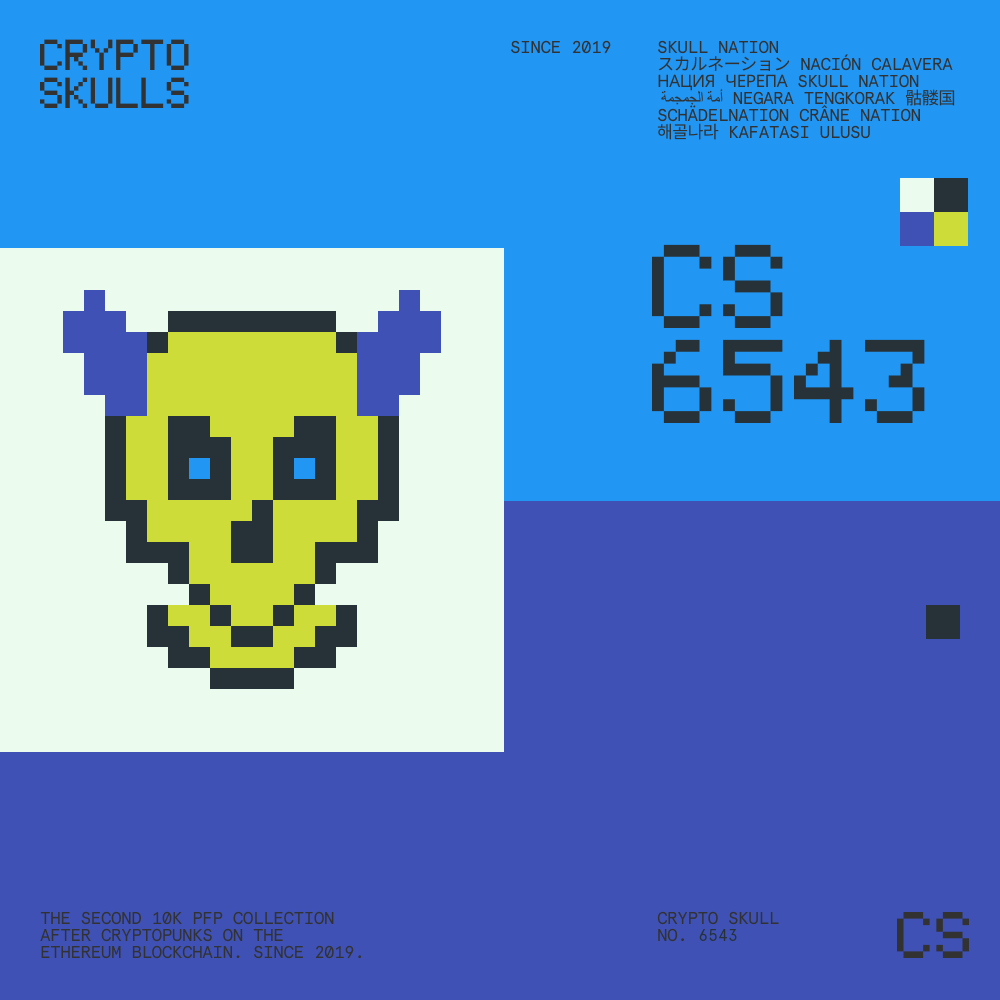 CRYPTO
SKULLS
SINCE 2019
SKULL NATION
スカルネーション NACIÓN CALAVERA
НАЦИЯ ЧЕРЕПА SKULL NATION
أمة الجمجمة NEGARA TENGKORAK 骷髅国
SCHÄDELNATION CRÂNE NATION
해골나라 KAFATASI ULUSU
CS
6543
THE SECOND 10K PFP COLLECTION
AFTER CRYPTOPUNKS ON THE
ETHEREUM BLOCKCHAIN. SINCE 2019.
CRYPTO SKULL
NO. 6543
CS